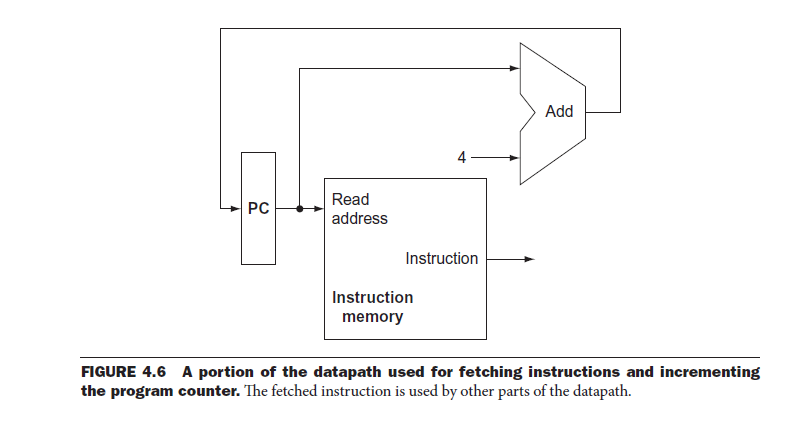 Add
4
PC
Read
address
Instruction
Instruction
memory
FIGURE 4.6 A portion of the datapath used for fetching instructions and incrementing
the program counter. The fetched instruction is used by other parts of the datapath.